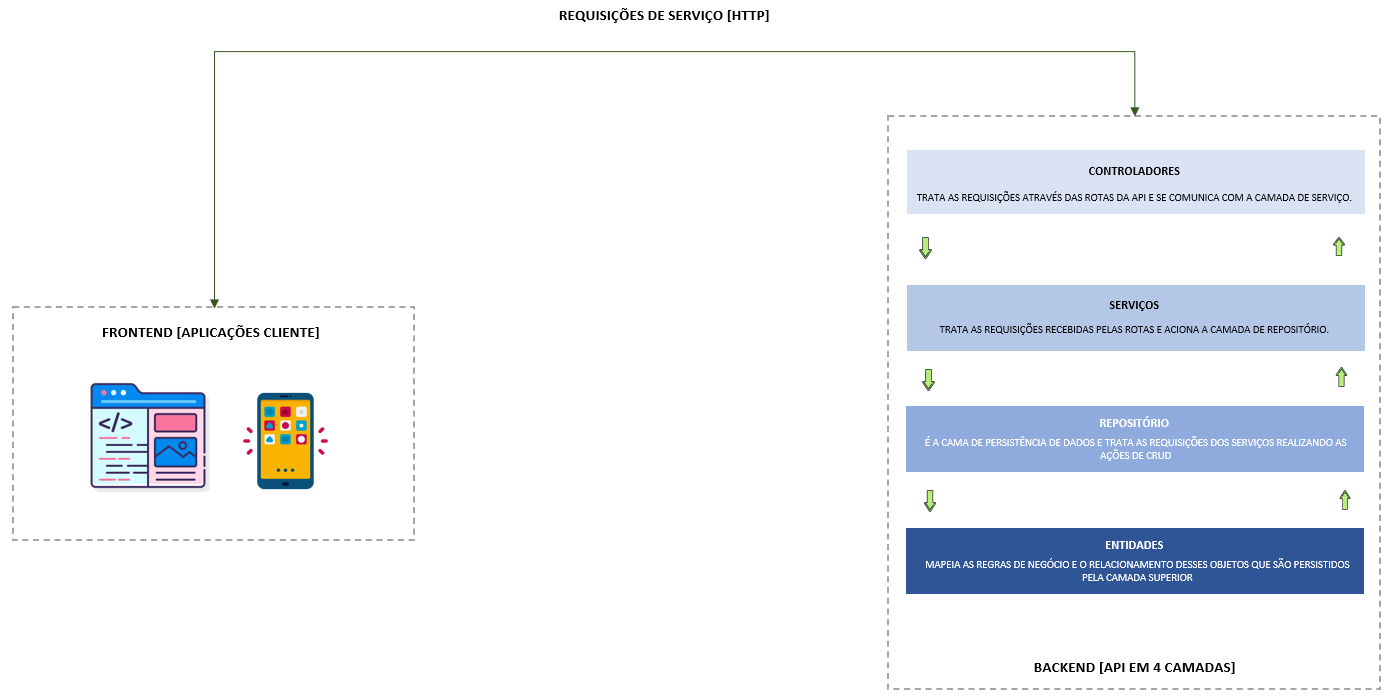 REQUISIÇÕES DE SERVIÇO [HTTP]
FRONTEND [APLICAÇÕES CLIENTE]
</>
CONTROLADORES
TRATA AS REQUISIÇÕES ATRAVÉS DAS ROTAS DA API E SE COMUNICA COM A CAMADA DE SERVIÇO.
SERVIÇOS
TRATA AS REQUISIÇÕES RECEBIDAS PELAS ROTAS E ACIONA A CAMADA DE REPOSITÓRIO.
REPOSITÓRIO
É A CAMA DE PERSISTÊNCIA DE DADOS E TRATA AS REQUISIÇÕES DOS SERVIÇOS REALIZANDO AS
AÇÕES DE CRUD
ENTIDADES
MAPEIA AS REGRAS DE NEGÓCIO E O RELACIONAMENTO DESSES OBJETOS QUE SÃO PERSISTIDOS
PELA CAMADA SUPERIOR
BACKEND [API EM 4 CAMADAS]